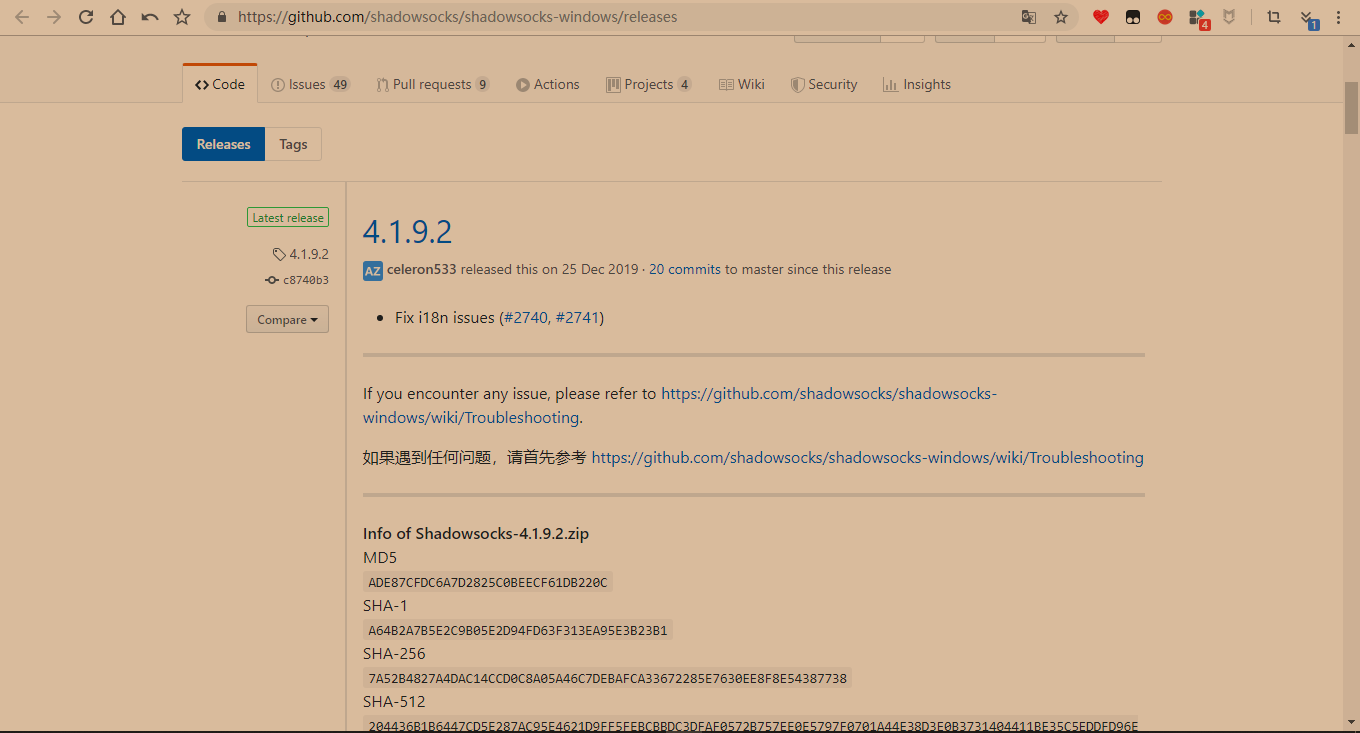 https://github.com/shadowsocks/shadowsocks-windows/releases
4
1
Code
Issues 49
Pull requests 9
Actions
Projects 4
Wiki
Security
Insights
Releases
Tags
Latest release
4.1.9.2
c8740b3
Compare
4.1.9.2
AZ celeron533 released this on 25 Dec 2019 · 20 commits to master since this release
Fix i18n issues (#2740, #2741)
If you encounter any issue, please refer to https://github.com/shadowsocks/shadowsocks-
windows/wiki/Troubleshooting.
如果遇到任何问题，请首先参考 https://github.com/shadowsocks/shadowsocks-windows/wiki/Troubleshooting
Info of Shadowsocks-4.1.9.2.zip
MD5
ADE87CFDC6A7D2825C0BEECF61DB220C
SHA-1
A64B2A7B5E2C9B05E2D94FD63F313EA95E3B23B1
SHA-256
7A52B4827A4DAC14CCD0C8A05A46C7DEBAFCA33672285E7630EE8F8E54387738
SHA-512
204436B1B6447CD5E287AC95E4621D9FF5FEBCBBDC3DFAF0572B757EE0E5797F0701A44E38D3E0B3731404411BE35C5EDDFD96E